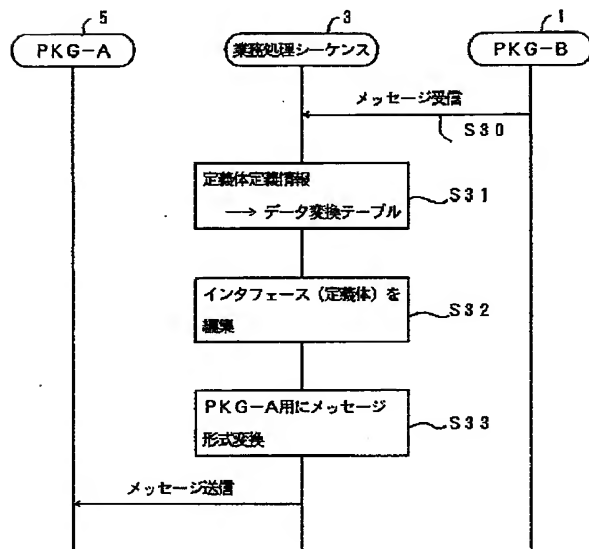 5
3
1
PKG-A
業務処理シーケンス
PKG-B
メッセージ受信
S30
定義体定義情報
→ データ変換テーブル
S31
インタフェース（定義体）を
編集
S32
PKG-A用にメッセージ
形式変換
S33
メッセージ送信